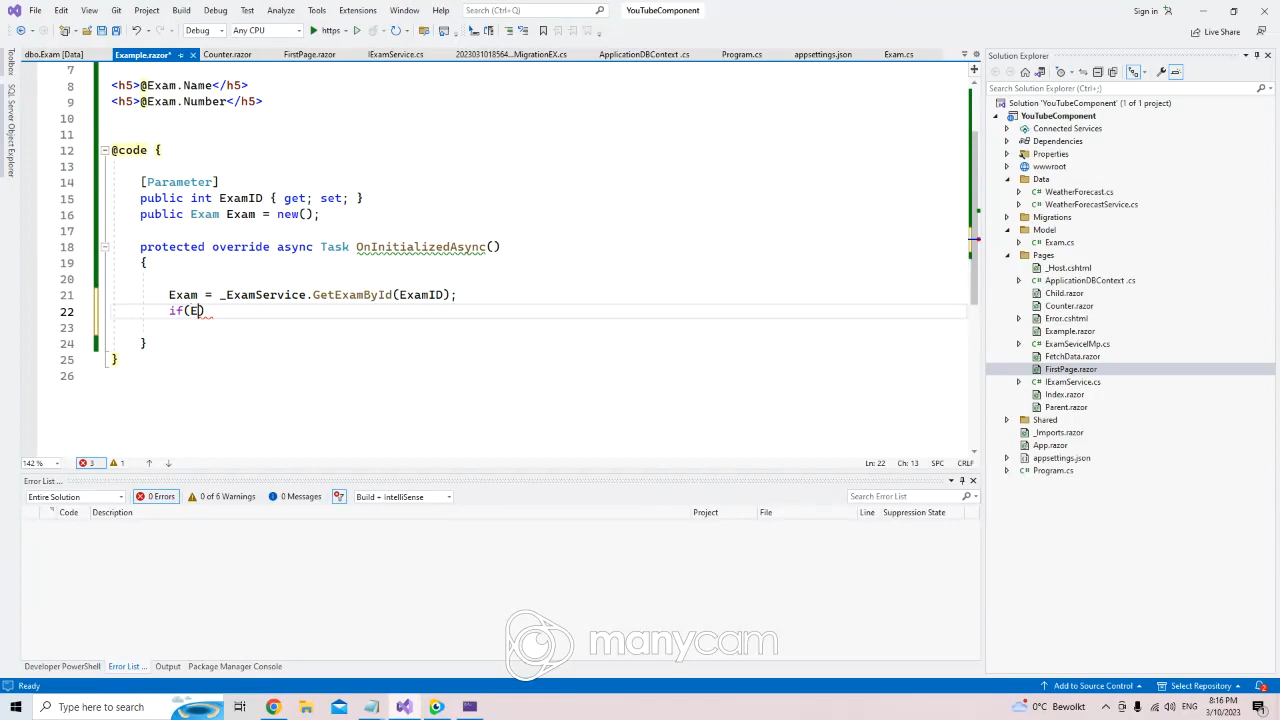 File Edit View Git Project Build Debug Test Analyze Tools Extensions Window Help Search (Ctrl+Q) YouTubeComponent Sign in
Debug Any CPU https Live Share
dbo.Exam [Data] Example.razor* Counter.razor FirstPage.razor IExamService.cs 2023031018564...MigrationEX.cs ApplicationDBContext.cs Program.cs appsettings.json Exam.cs
Toolbox
SQL Server Object Explorer
7
8 <h5>@Exam.Name</h5>
9 <h5>@Exam.Number</h5>
10
11
12 @code {
13
14 [Parameter]
15 public int ExamID { get; set; }
16 public Exam Exam = new();
17
18 protected override async Task OnInitializedAsync()
19 {
20
21 Exam = _ExamService.GetExamById(ExamID);
22 if(E)
23
24 }
25 }
26
142 % 3 1 Ln: 22 Ch: 13 SPC CRLF
Error List ...
Entire Solution 0 Errors 0 of 6 Warnings 0 Messages Build + IntelliSense Search Error List
Code Description Project File Line Suppression State
manycam
Developer PowerShell Error List ... Output Package Manager Console
Solution Explorer
Search Solution Explorer (Ctrl+;)
Solution 'YouTubeComponent' (1 of 1 project)
YouTubeComponent
Connected Services
Dependencies
Properties
wwwroot
Data
WeatherForecast.cs
WeatherForecastService.cs
Migrations
Model
Exam.cs
Pages
_Host.cshtml
ApplicationDBContext .cs
Child.razor
Counter.razor
Error.cshtml
Example.razor
ExamSevicelMp.cs
FetchData.razor
FirstPage.razor
IExamService.cs
Index.razor
Parent.razor
Shared
_Imports.razor
App.razor
appsettings.json
Program.cs
Ready Add to Source Control Select Repository 2
Type here to search 0°C Bewolkt 8:16 PM
3/10/2023